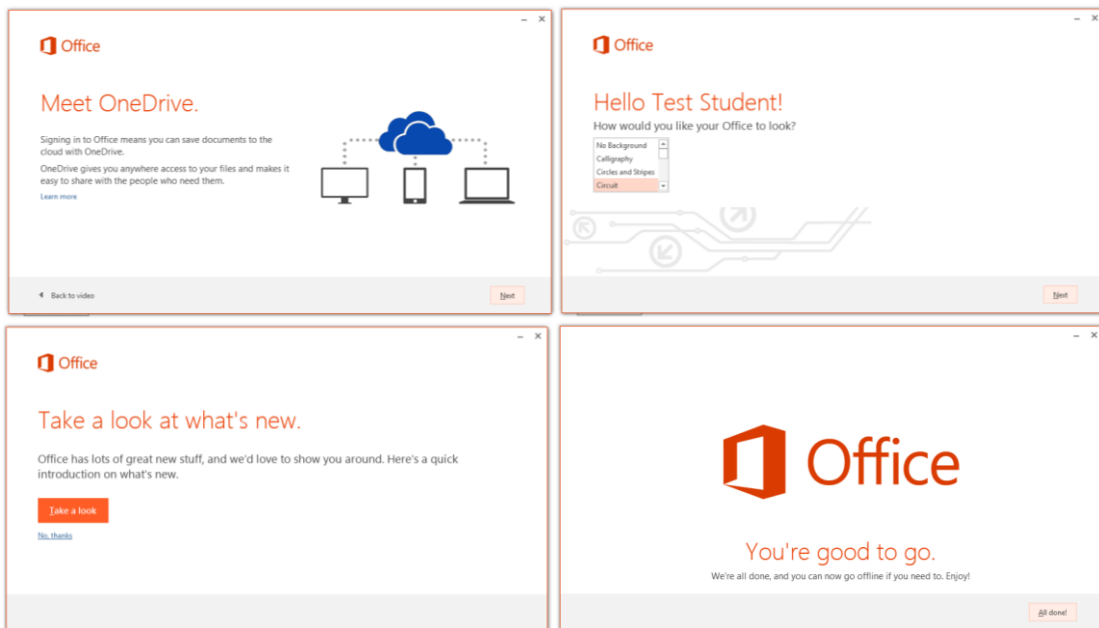 Office
Meet OneDrive.
Signing in to Office means you can save documents to the
cloud with OneDrive.
OneDrive gives you anywhere access to your files and makes it
easy to share with the people who need them.
Learn more
Back to video
Next
Office
Hello Test Student!
How would you like your Office to look?
No Background
Calligraphy
Circles and Stripes
Circuit
Next
Office
Take a look at what's new.
Office has lots of great new stuff, and we'd love to show you around. Here's a quick
introduction on what's new.
Take a look
No, thanks
Office
You're good to go.
We're all done, and you can now go offline if you need to. Enjoy!
All done!